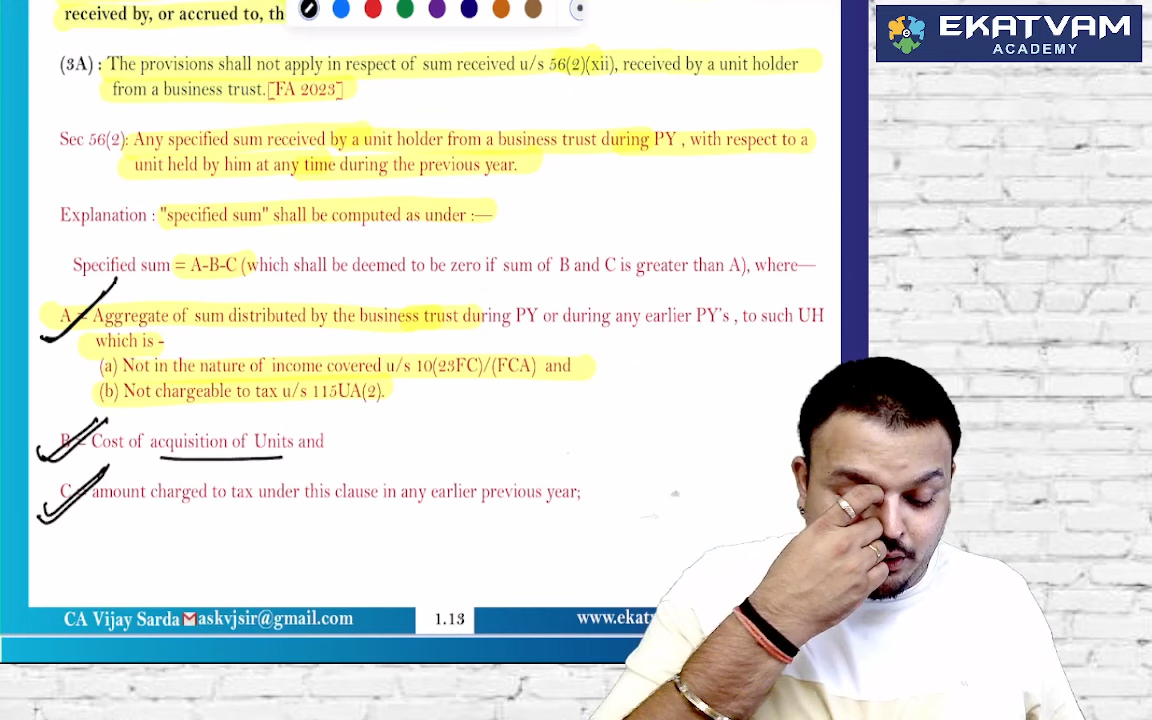 received by, or accrued to, th
EKATVAM
ACADEMY
(3A) : The provisions shall not apply in respect of sum received u/s 56(2)(xii), received by a unit holder
from a business trust.[FA 2023]
Sec 56(2): Any specified sum received by a unit holder from a business trust during PY , with respect to a
unit held by him at any time during the previous year.
Explanation : "specified sum" shall be computed as under :—
Specified sum = A-B-C (which shall be deemed to be zero if sum of B and C is greater than A), where—
A = Aggregate of sum distributed by the business trust during PY or during any earlier PY's , to such UH
which is -
(a) Not in the nature of income covered u/s 10(23FC)/(FCA) and
(b) Not chargeable to tax u/s 115UA(2).
B = Cost of acquisition of Units and
C = amount charged to tax under this clause in any earlier previous year;
CA Vijay Sarda askvjsir@gmail.com
1.13
www.ekat